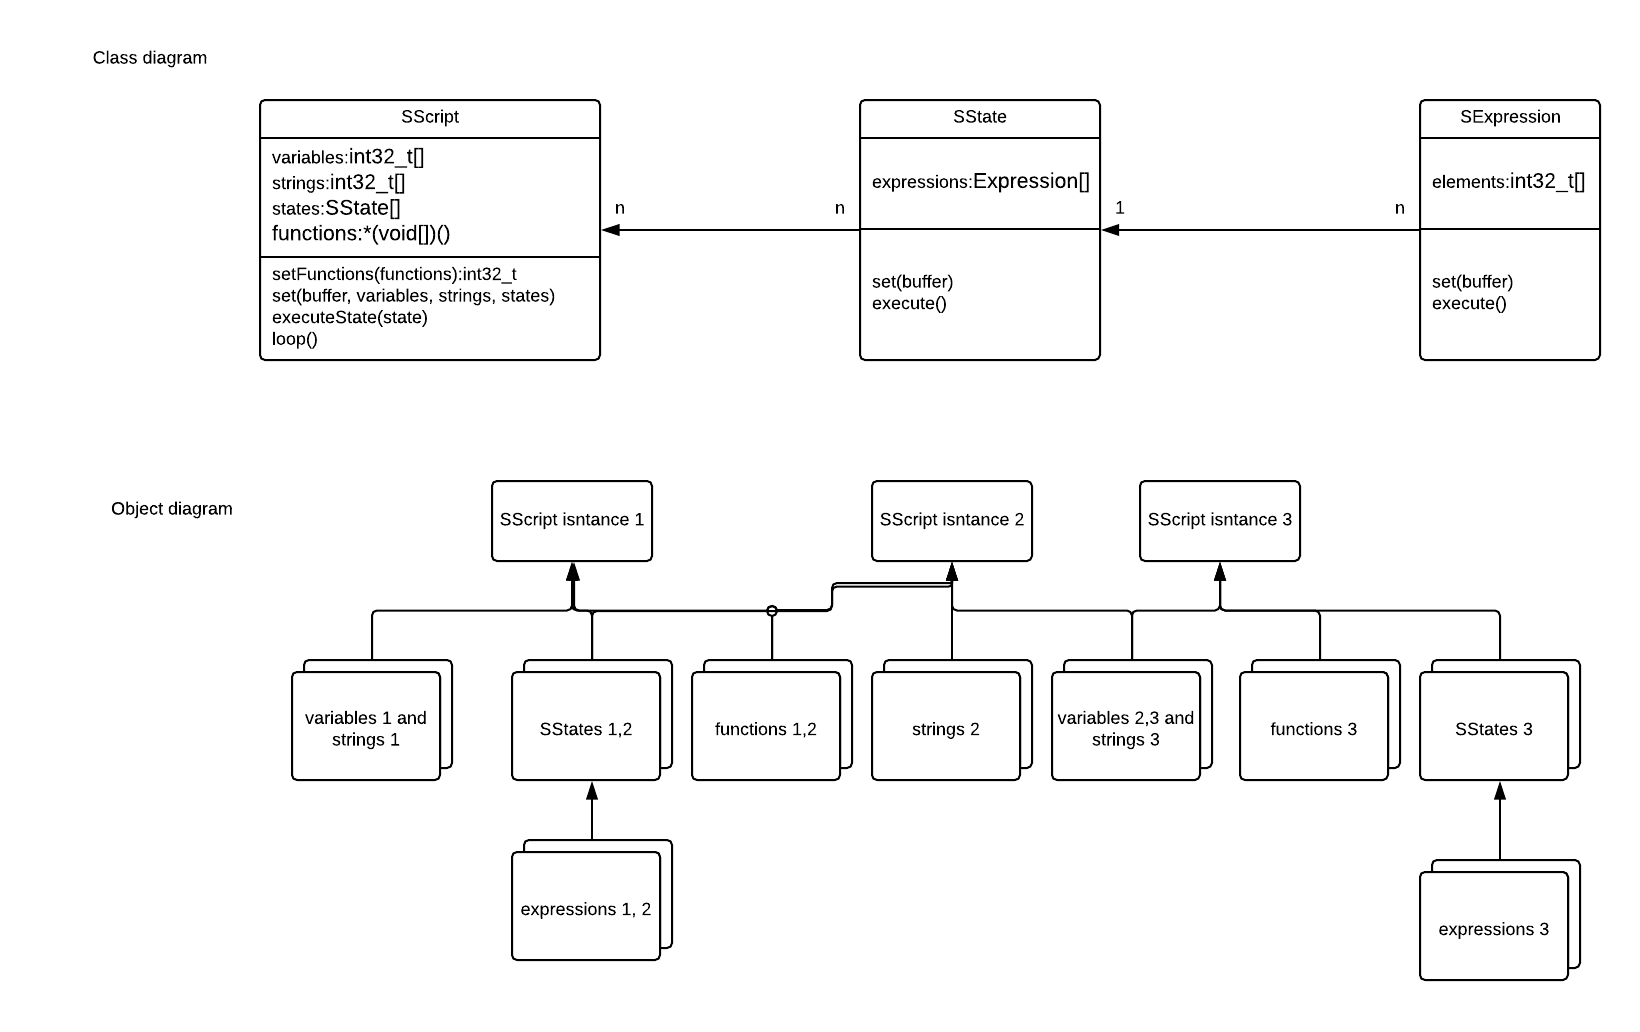 Class diagram
SScript
variables:int32_t[]
strings:int32_t[]
states:SState[]
functions:*(void[])()
setFunctions(functions):int32_t
set(buffer, variables, strings, states)
executeState(state)
loop()
n
n
SState
expressions:Expression[]
set(buffer)
execute()
1
n
SExpression
elements:int32_t[]
set(buffer)
execute()
Object diagram
SScript isntance 1
SScript isntance 2
SScript isntance 3
variables 1 and
strings 1
SStates 1,2
functions 1,2
strings 2
variables 2,3 and
strings 3
functions 3
SStates 3
expressions 1, 2
expressions 3